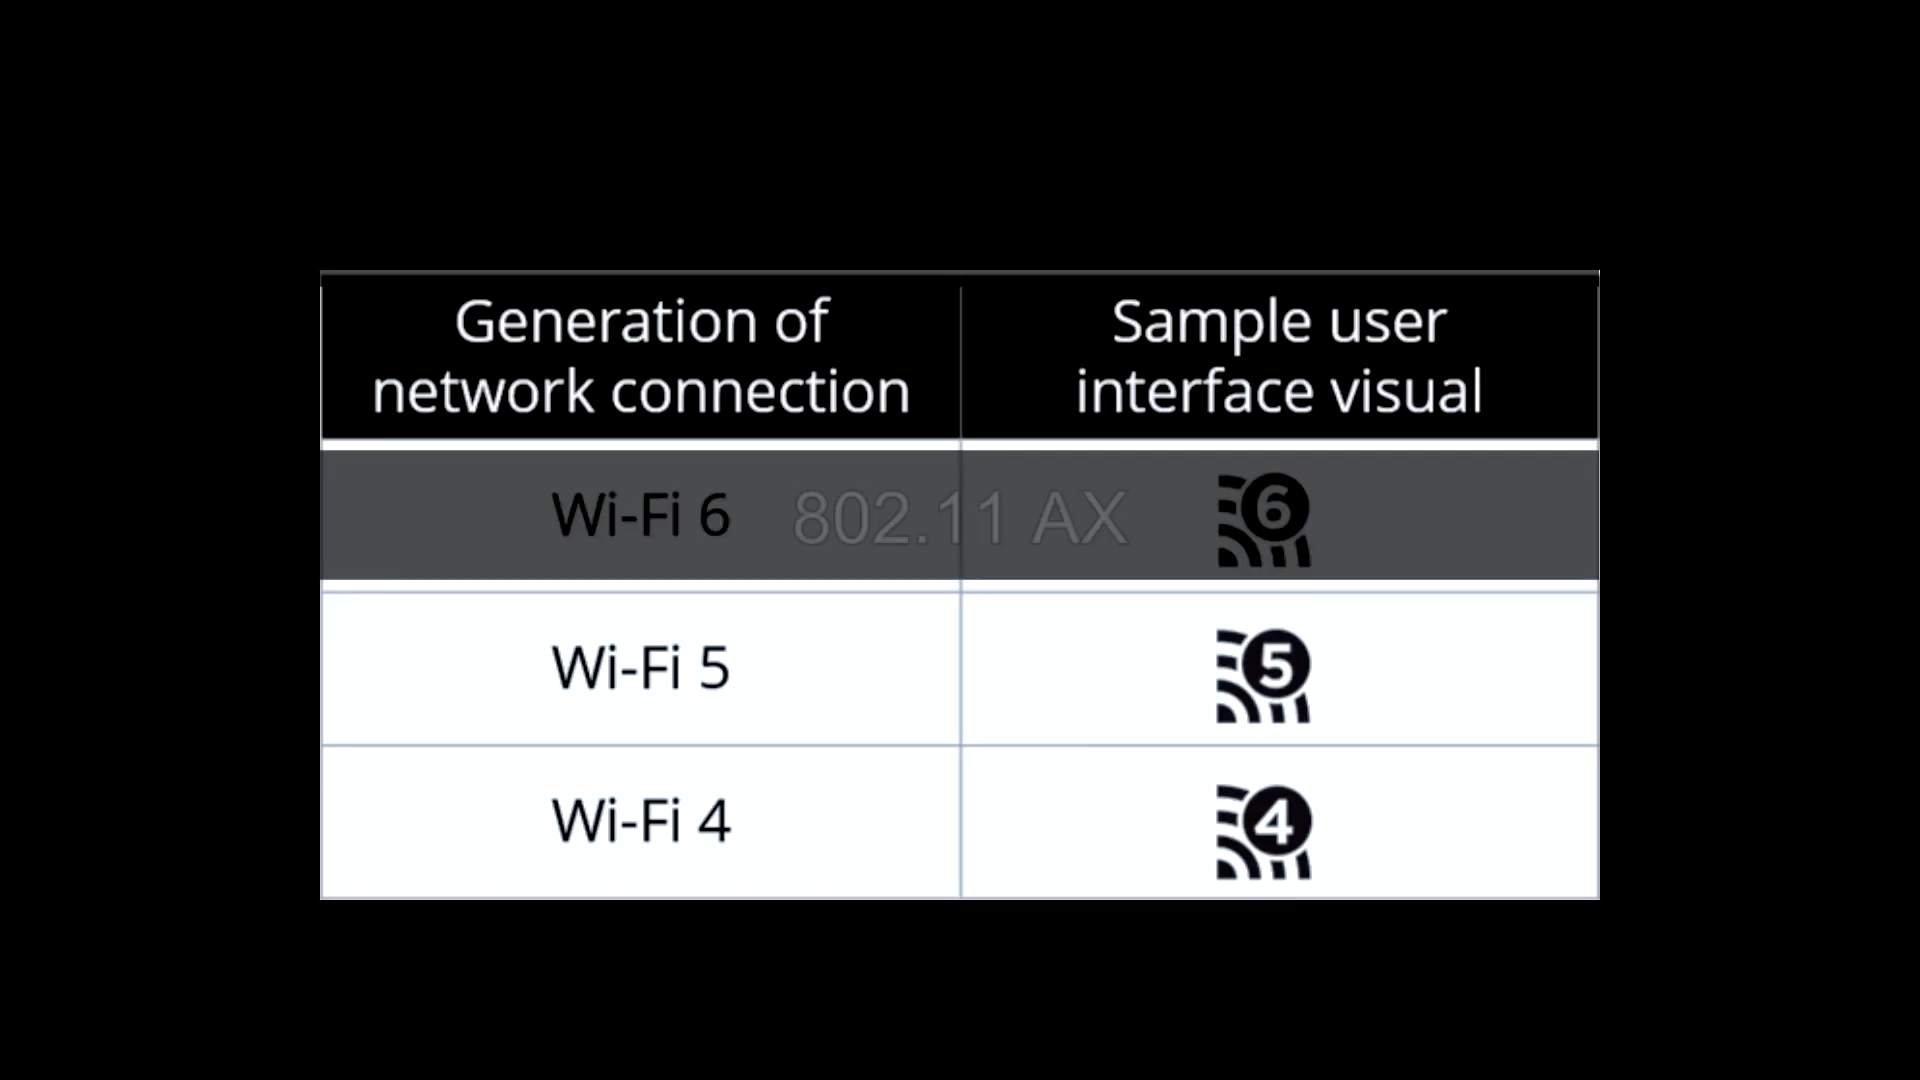 Generation of
network connection
Sample user
interface visual
Wi-Fi 6
802.11 AX
6
Wi-Fi 5
5
Wi-Fi 4
4